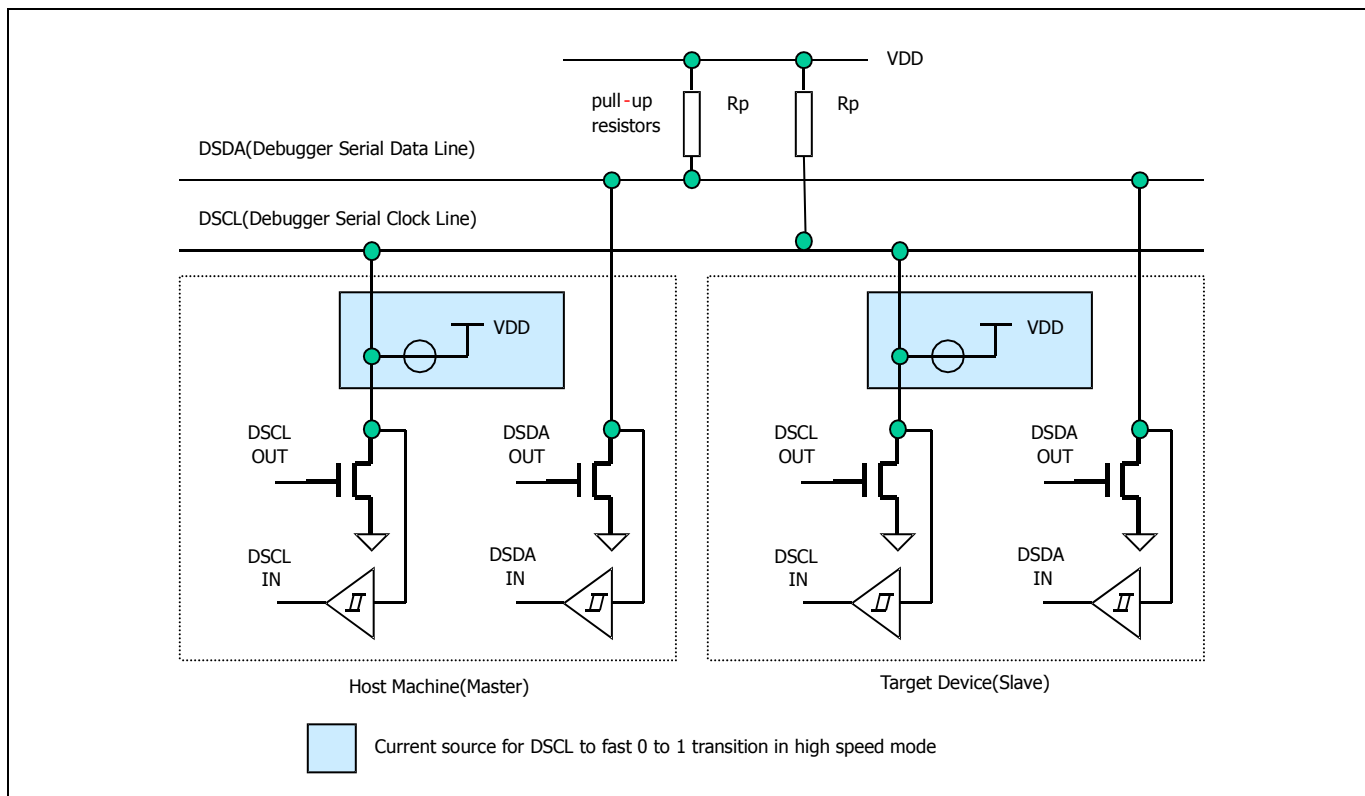 VDD
pull-up
resistors
Rp
Rp
DSDA(Debugger Serial Data Line)
DSCL(Debugger Serial Clock Line)
VDD
VDD
DSCL
OUT
DSDA
OUT
DSCL
OUT
DSDA
OUT
DSCL
IN
DSDA
IN
DSCL
IN
DSDA
IN
Host Machine(Master)
Target Device(Slave)
Current source for DSCL to fast 0 to 1 transition in high speed mode